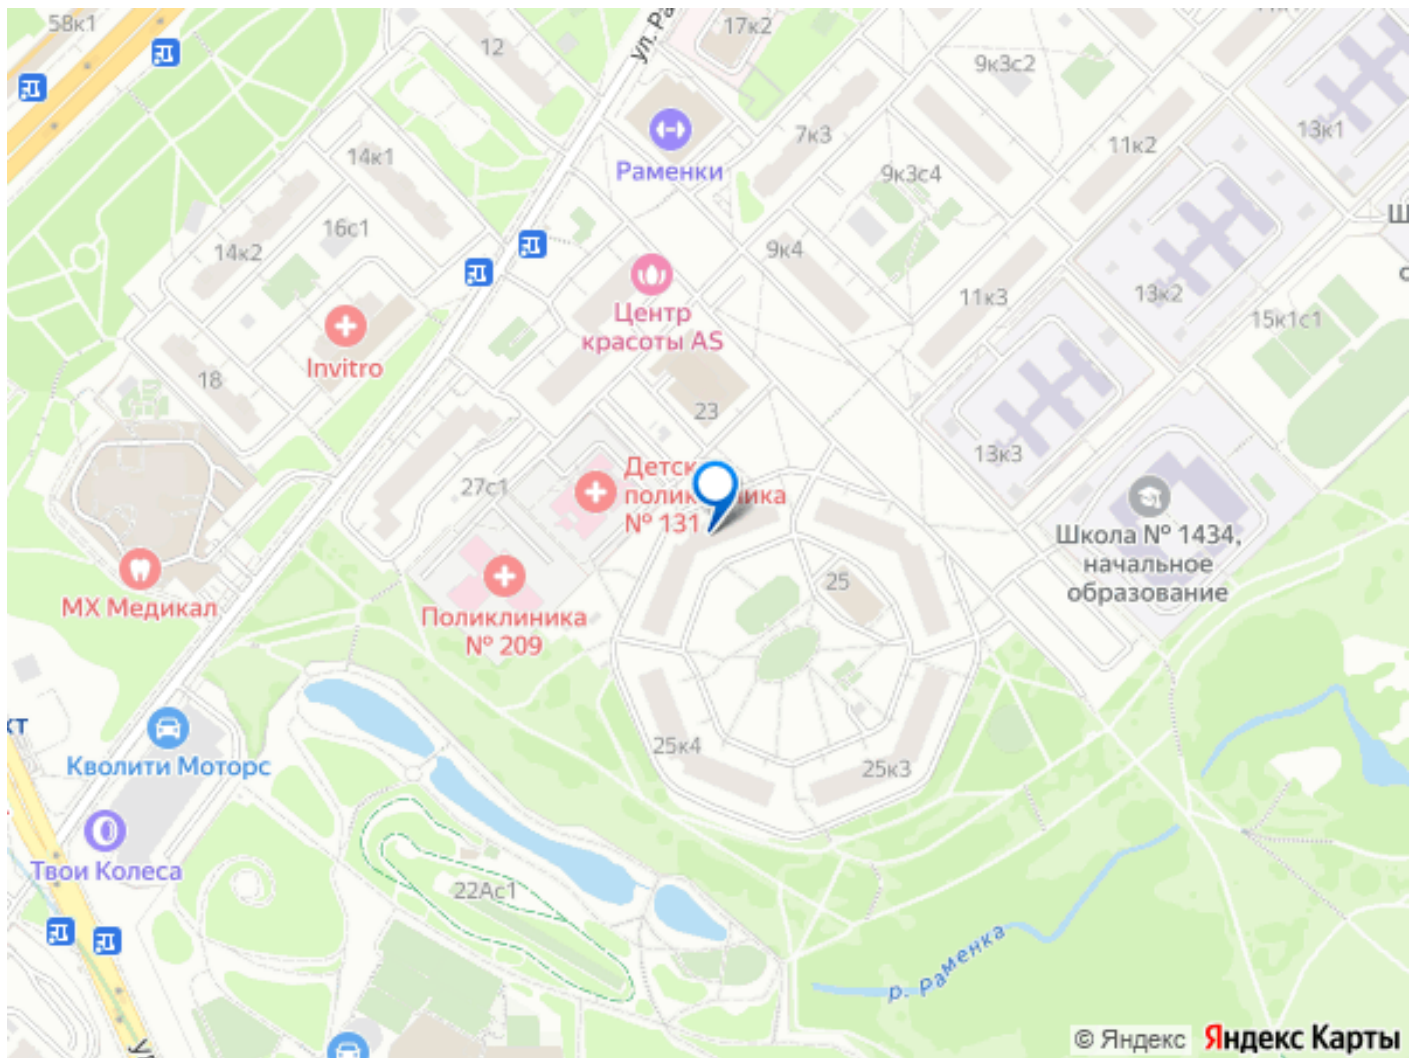 58к1
12
ул. Ра
17к2
9к3с2
13к1
7к3
11к2
14к1
Раменки
9к3с4
16с1
14к2
9к4
11к3
13к2
15к1с1
Центр
красоты AS
Invitro
18
23
13к3
27с1
Детск
поликлиника
№ 131
Школа № 1434,
начальное
образование
МХ Медикал
Поликлиника
№ 209
25
25к4
25к3
кт
Кволити Моторс
Твои Колеса
22Ас1
р. Раменка
© Яндекс
Яндекс Карты